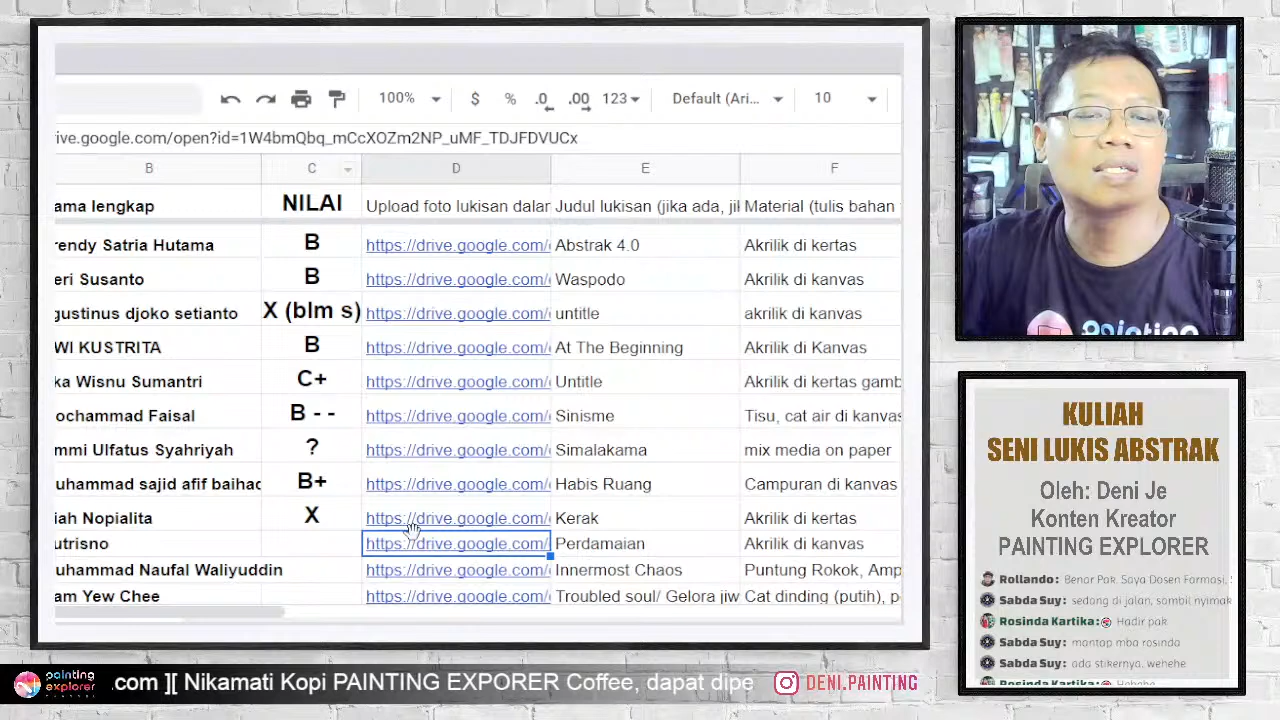 100%
$ % .0 .00 123
Default (Ari...
10
ive.google.com/open?id=1W4bmQbq_mCcXOZm2NP_uMF_TDJFDVUCx
B C D E F
ama lengkap NILAI Upload foto lukisan dalar Judul lukisan (jika ada, jik Material (tulis bahan
rendy Satria Hutama B https://drive.google.com/ Abstrak 4.0 Akrilik di kertas
eri Susanto B https://drive.google.com/ Waspodo Akrilik di kanvas
gustinus djoko setianto X (blm s) https://drive.google.com/ untitle akrilik di kanvas
WI KUSTRITA B https://drive.google.com/ At The Beginning Akrilik di Kanvas
ka Wisnu Sumantri C+ https://drive.google.com/ Untitle Akrilik di kertas gamb
ochammad Faisal B - - https://drive.google.com/ Sinisme Tisu, cat air di kanvas
mmi Ulfatus Syahriyah ? https://drive.google.com/ Simalakama mix media on paper
uhammad sajid afif baihac B+ https://drive.google.com/ Habis Ruang Campuran di kanvas
iah Nopialita X https://drive.google.com/ Kerak Akrilik di kertas
utrisno https://drive.google.com/ Perdamaian Akrilik di kanvas
uhammad Naufal Waliyuddin https://drive.google.com/ Innermost Chaos Puntung Rokok, Amp
am Yew Chee https://drive.google.com/ Troubled soul/ Gelora jiw Cat dinding (putih), p
Painting
KULIAH
SENI LUKIS ABSTRAK
Oleh: Deni Je
Konten Kreator
PAINTING EXPLORER
Rollando: Benar Pak. Saya Dosen Farmasi,
Sabda Suy: sedang di jalan, sambil nyimak
Rosinda Kartika: Hadir pak
Sabda Suy: mantap mba rosinda
Sabda Suy: ada stikernya, wehehe
Rosinda Kartika: Hehehe
painting
explorer
.com ][ Nikamati Kopi PAINTING EXPORER Coffee, dapat dipe
DENI.PAINTING